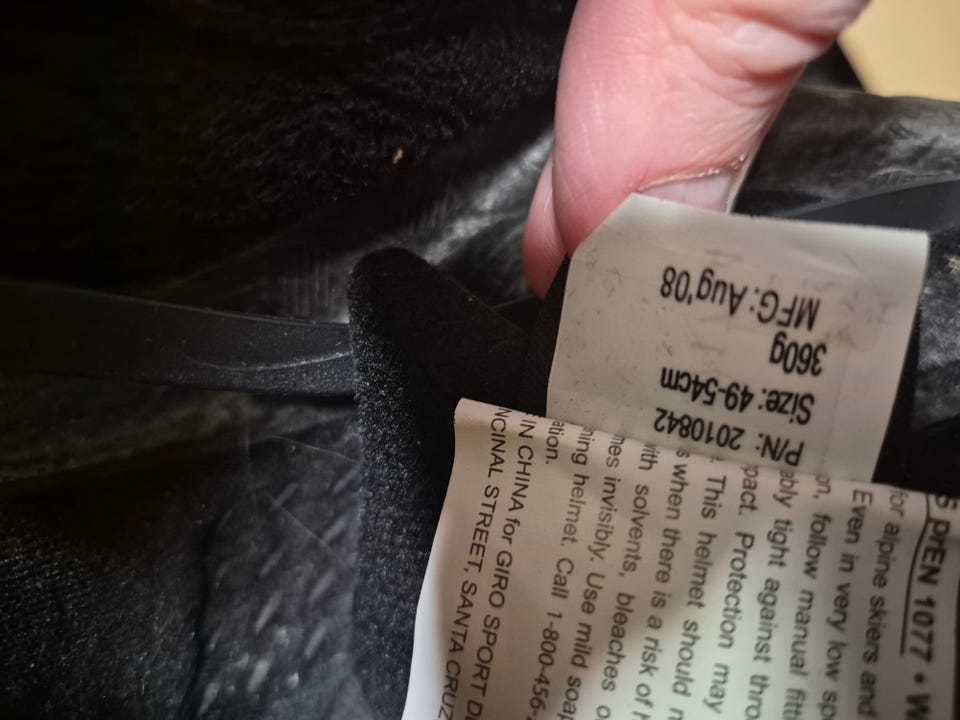 P/N: 2010842
Size: 49-54cm
360g
MFG: Aug'08
prEN 1077 • W
for alpine skiers and
Even in very low sp
on, follow manual fitt
ably tight against thro
pact. Protection may
This helmet should n
s when there is a risk of h
with solvents, bleaches o
mes invisibly. Use mild soap
ning helmet. Call 1-800-456-
ation.
IN CHINA for GIRO SPORT D
NCINAL STREET, SANTA CRUZ